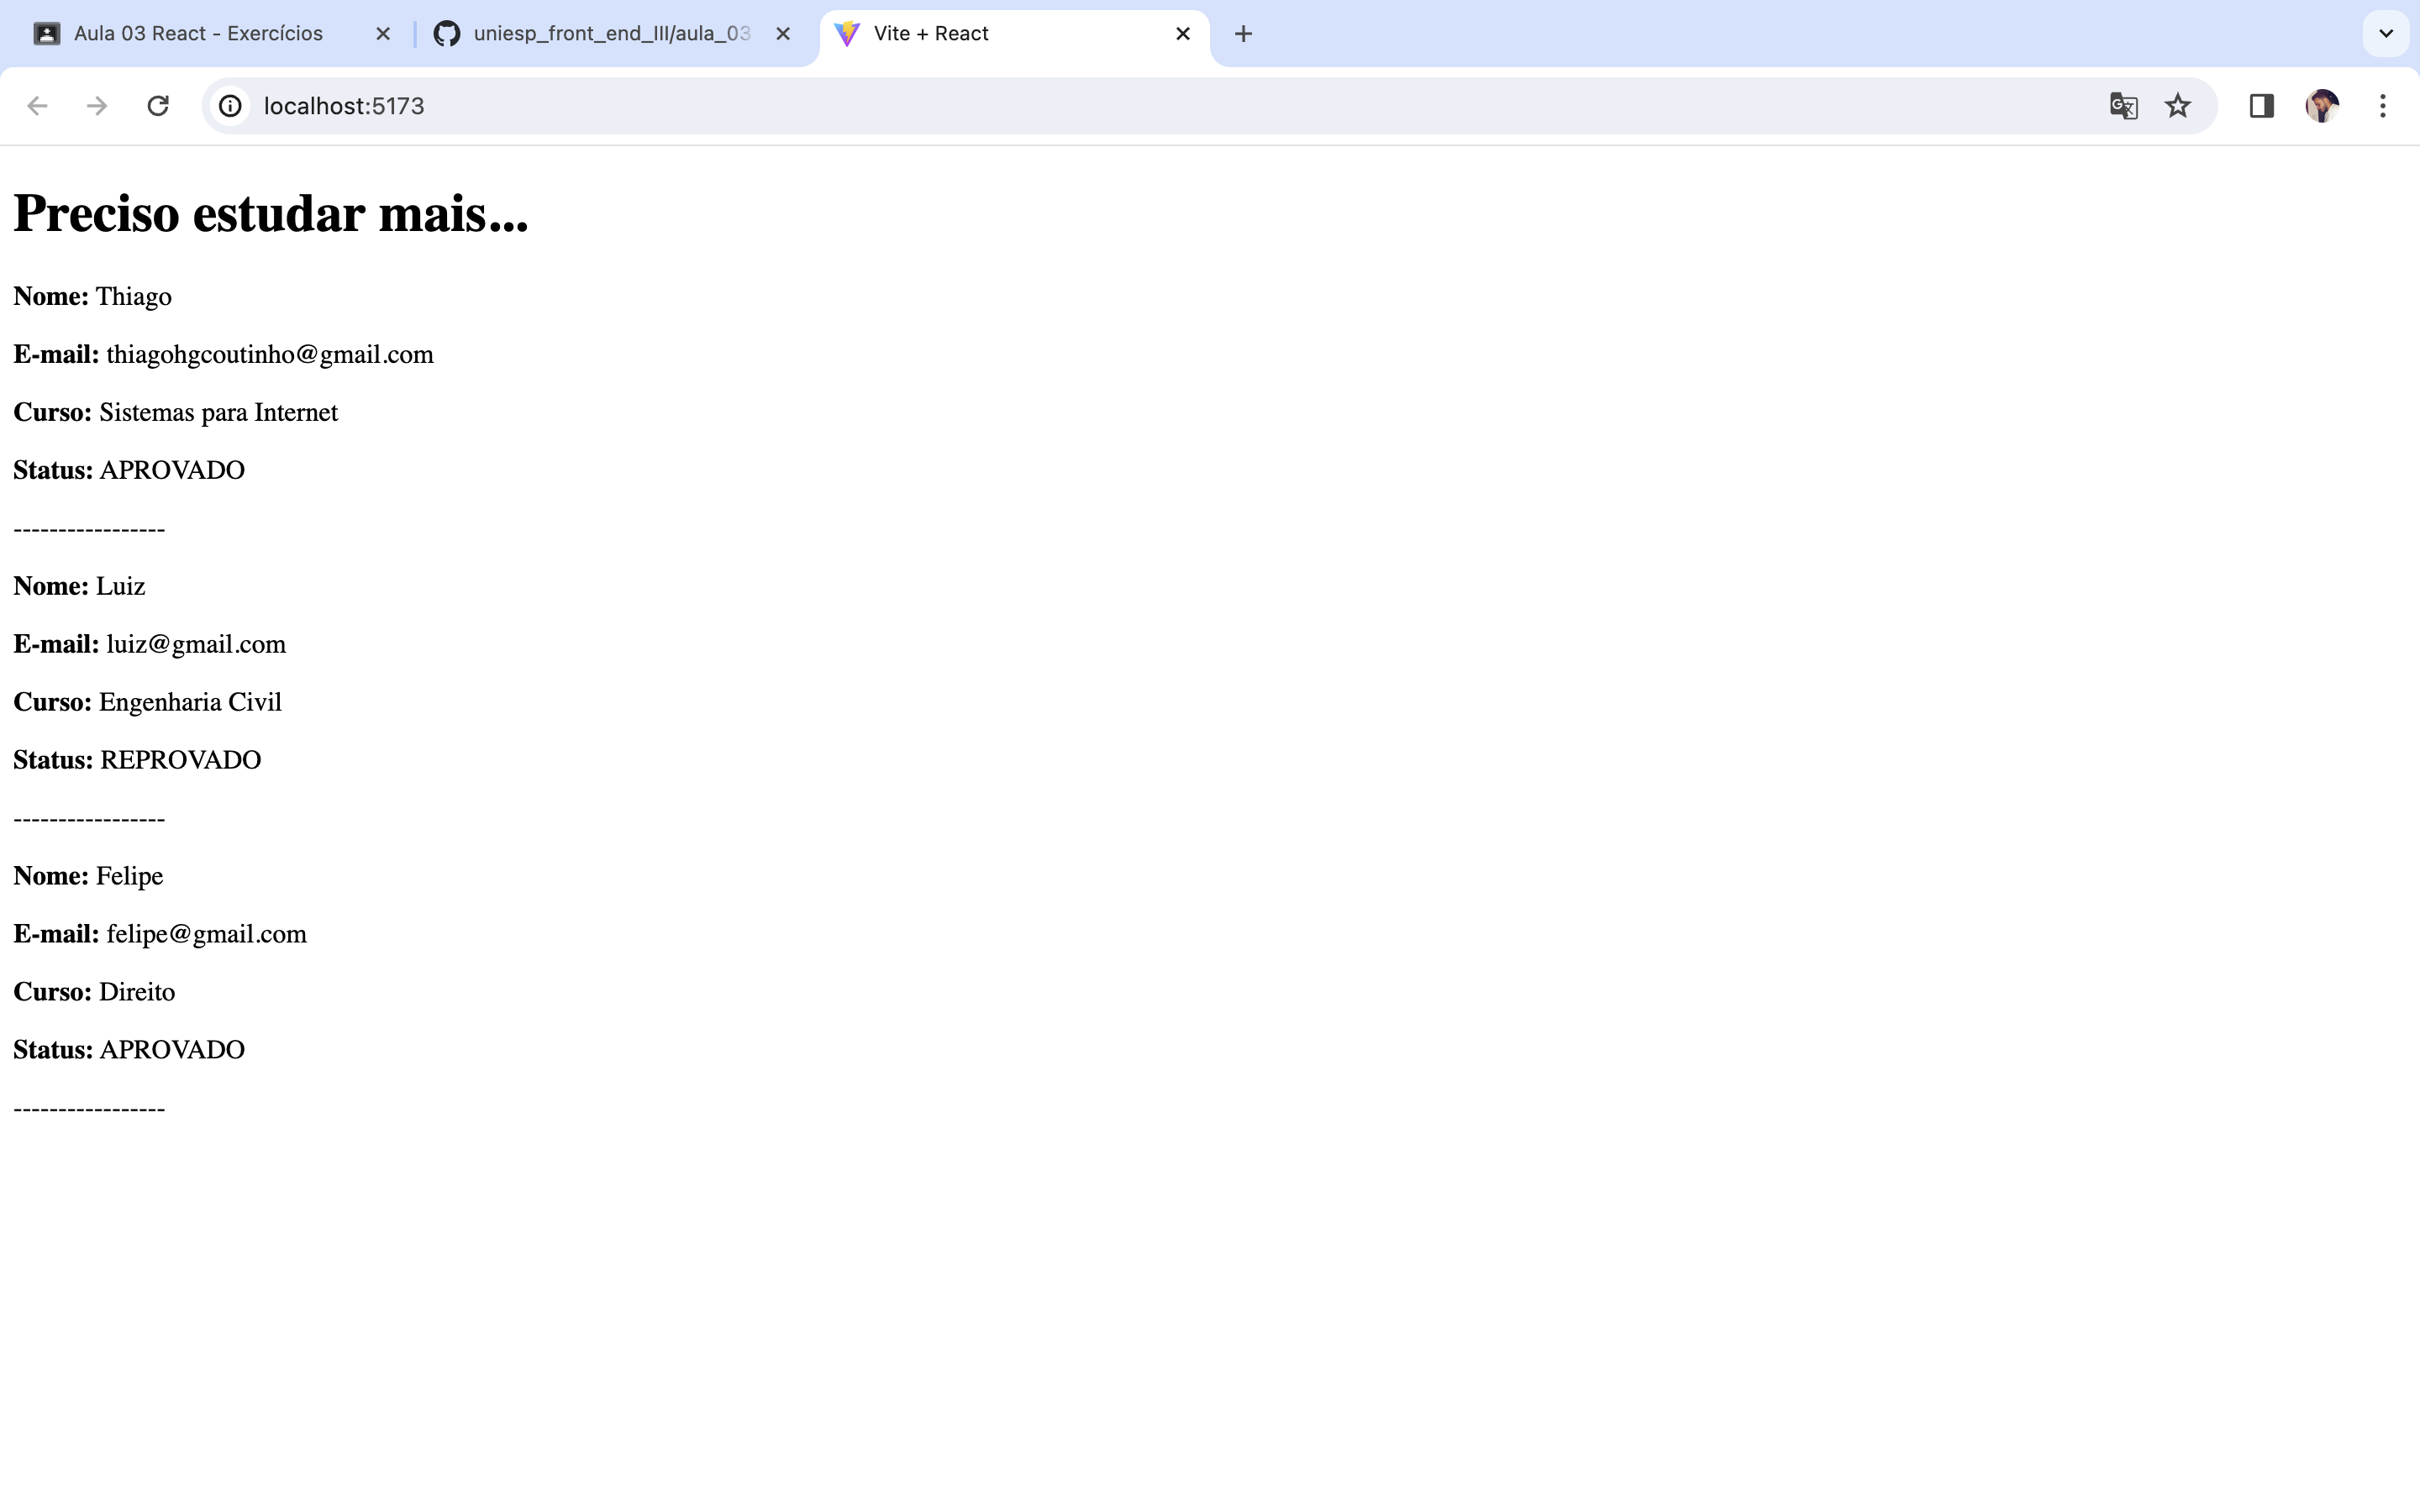 Aula 03 React - Exercícios
uniesp_front_end_III/aula_03
Vite + React
localhost:5173
Preciso estudar mais...
Nome: Thiago
E-mail: thiagohgcoutinho@gmail.com
Curso: Sistemas para Internet
Status: APROVADO
-----------------
Nome: Luiz
E-mail: luiz@gmail.com
Curso: Engenharia Civil
Status: REPROVADO
-----------------
Nome: Felipe
E-mail: felipe@gmail.com
Curso: Direito
Status: APROVADO
-----------------